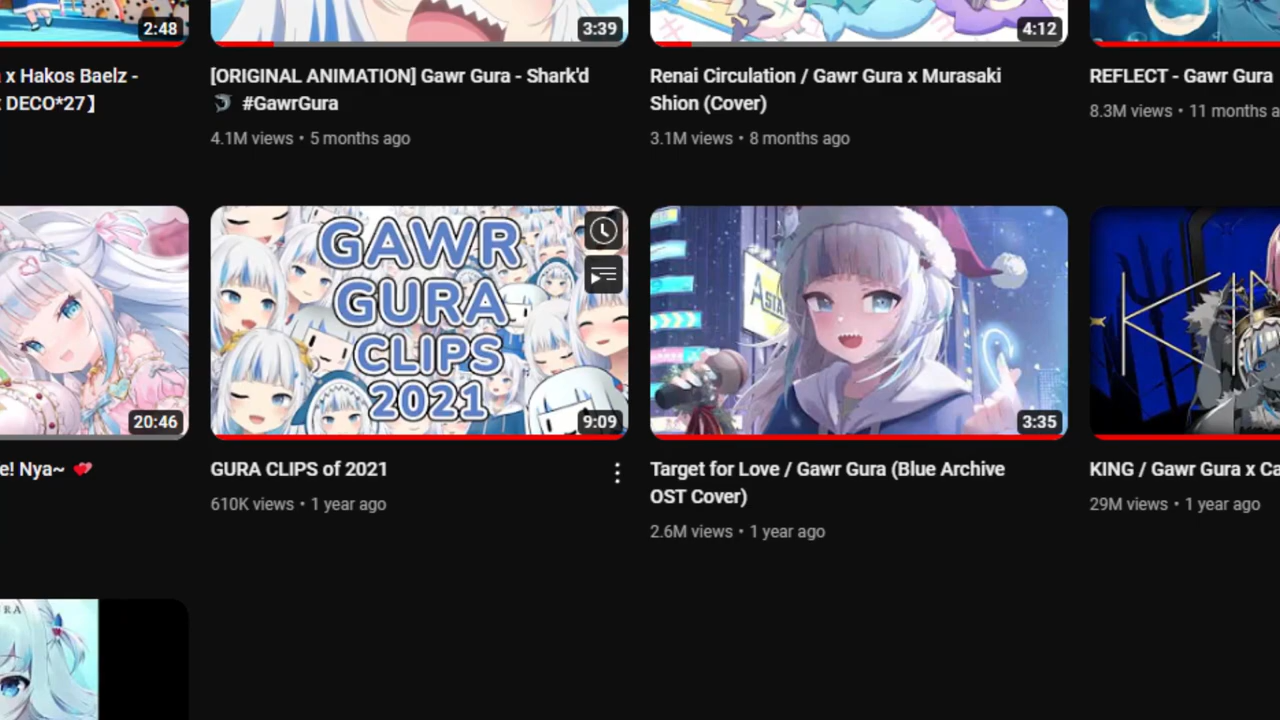 2:48
3:39
4:12
x Hakos Baelz -
DECO*27】
[ORIGINAL ANIMATION] Gawr Gura - Shark'd
🦈 #GawrGura
4.1M views • 5 months ago
Renai Circulation / Gawr Gura x Murasaki
Shion (Cover)
3.1M views • 8 months ago
REFLECT - Gawr Gura
8.3M views • 11 months a
20:46
GAWR
GURA
CLIPS
2021
9:09
3:35
e! Nya~ 💞
GURA CLIPS of 2021
610K views • 1 year ago
Target for Love / Gawr Gura (Blue Archive
OST Cover)
2.6M views • 1 year ago
KING / Gawr Gura x Ca
29M views • 1 year ago
RA